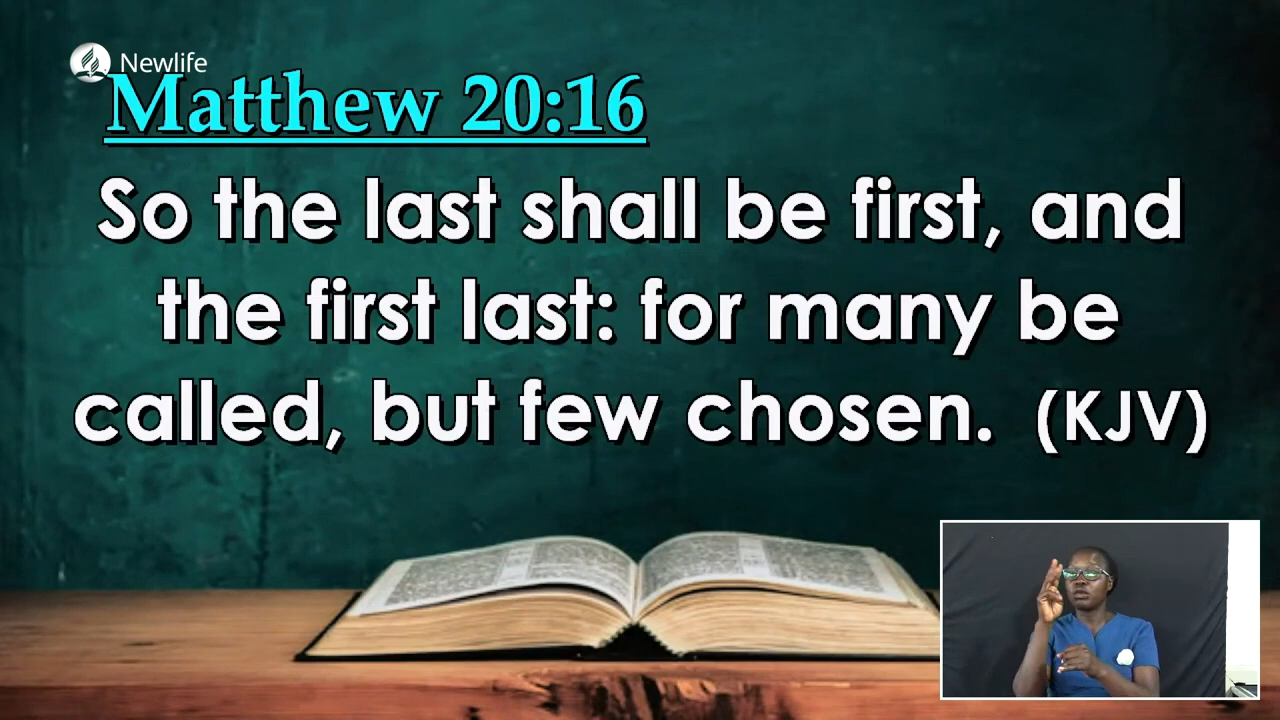 Newlife
Matthew 20:16
So the last shall be first, and
the first last: for many be
called, but few chosen. (KJV)